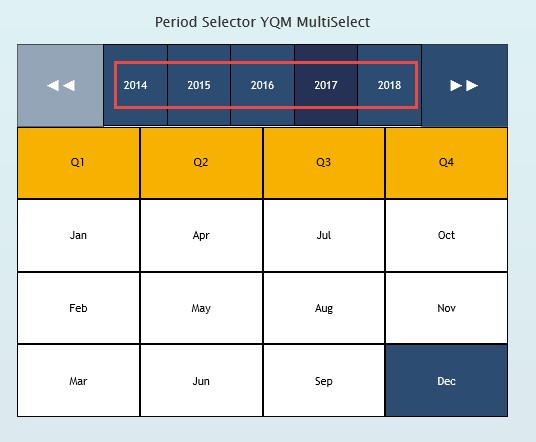 Period Selector YQM MultiSelect
◀◀ 2014 2015 2016 2017 2018 ▶▶
Q1 Q2 Q3 Q4
Jan Apr Jul Oct
Feb May Aug Nov
Mar Jun Sep Dec